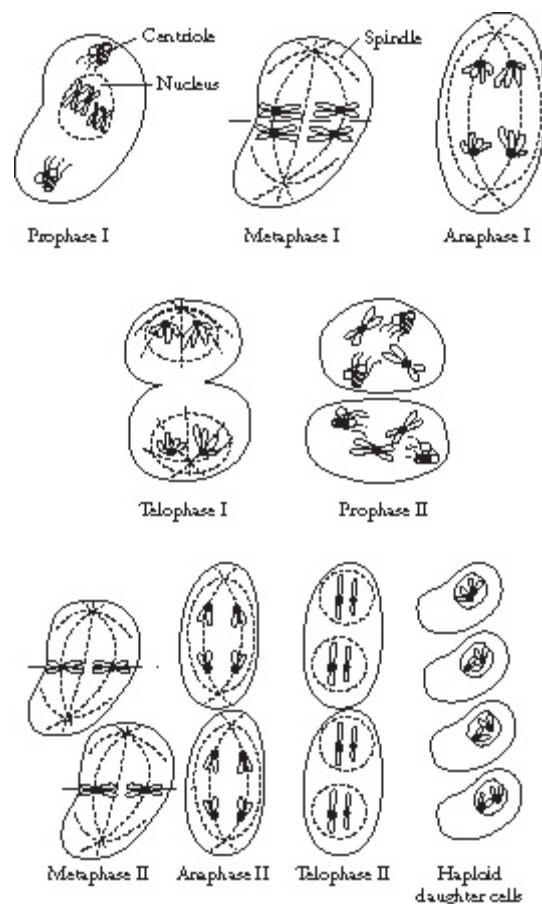 Centriole
Nucleus
Spindle
Prophase I
Metaphase I
Anaphase I
Telophase I
Prophase II
Metaphase II
Anaphase II
Telophase II
Haploid
daughter cells